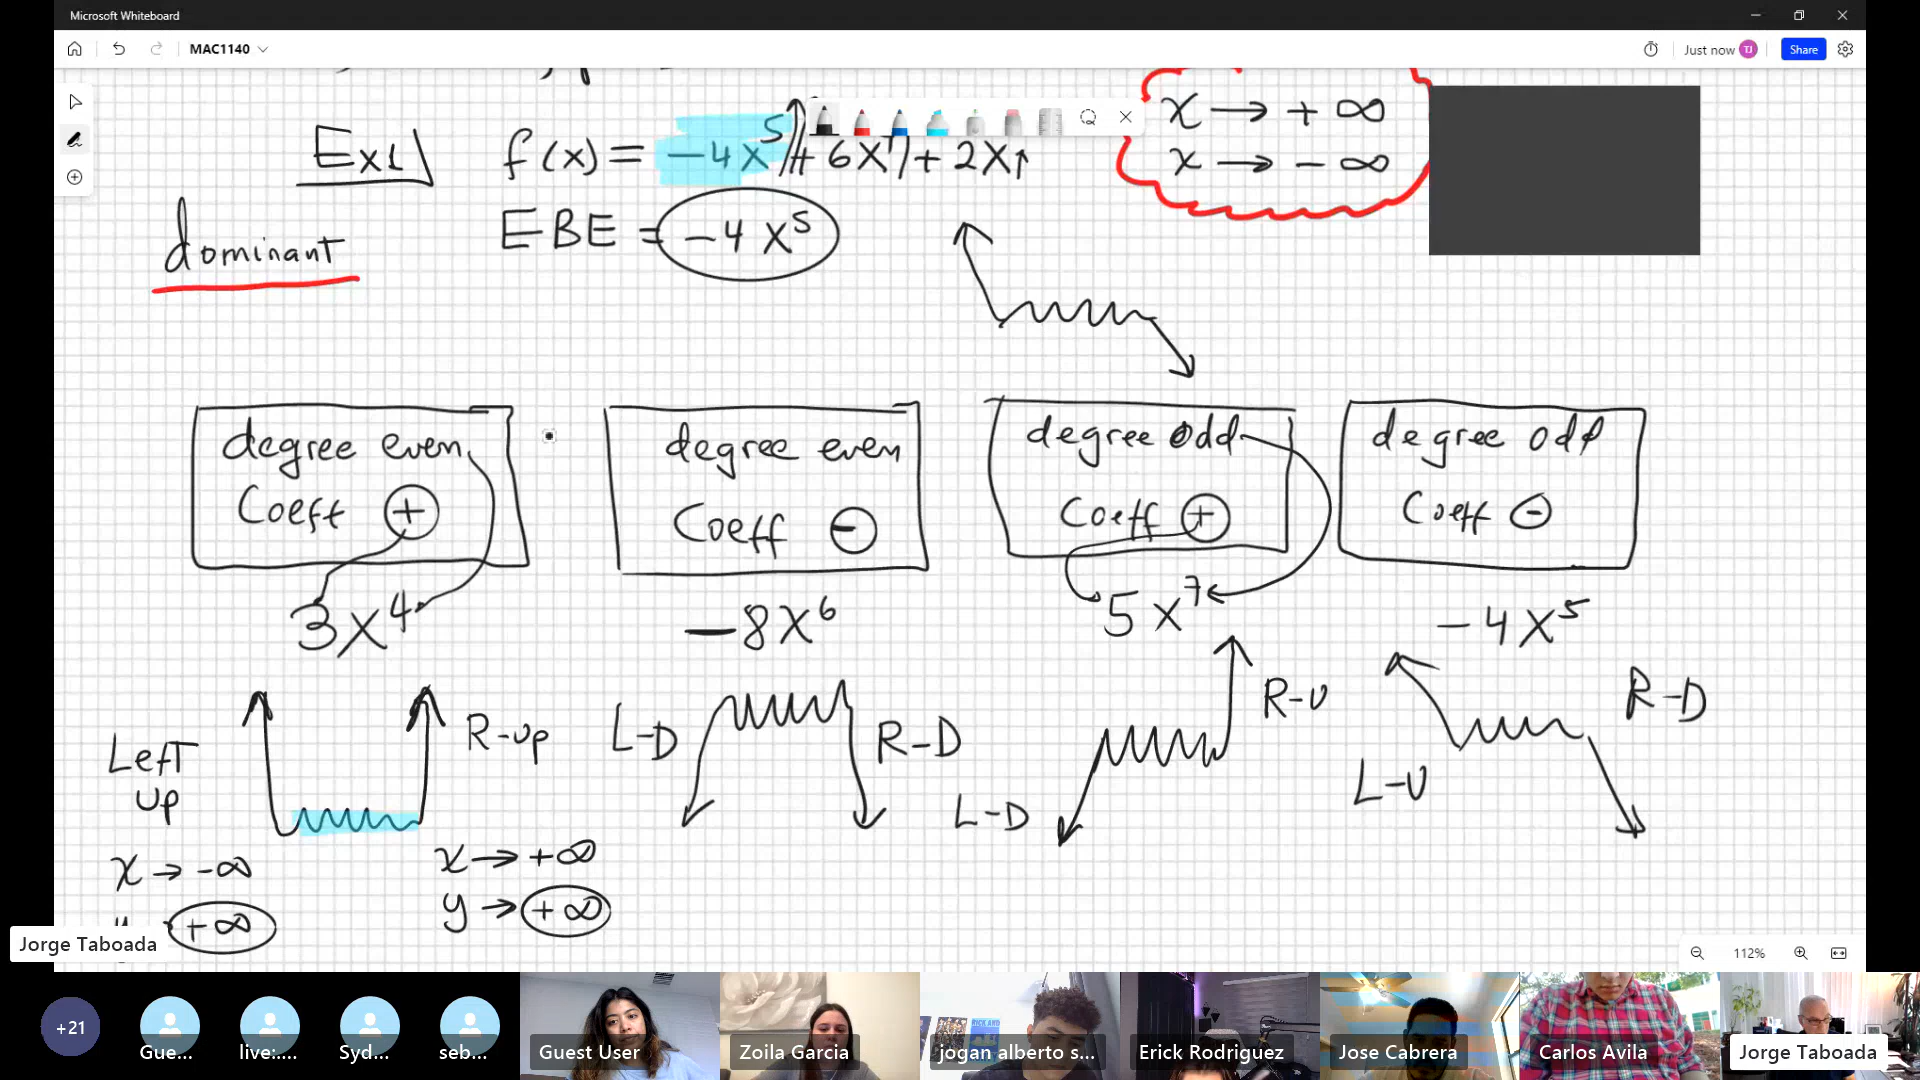 Microsoft Whiteboard
MAC1140
Just now TJ Share
x → + ∞
x → - ∞
Ex1 f(x) = -4x⁵ + 6x + 2x
EBE = -4x⁵
dominant
degree even
Coeff +
3x⁴
degree even
Coeff -
-8x⁶
degree odd
Coeff +
5x⁷
degree odd
Coeff -
-4x⁵
Left
Up
R-up
x → -∞
+∞
x → +∞
y → +∞
L-D
R-D
L-D
R-U
L-U
R-D
Jorge Taboada
112%
+21
Gue...
live:....
Syd...
seb...
Guest User
Zoila Garcia
jogan alberto s...
Erick Rodriguez
Jose Cabrera
Carlos Avila
Jorge Taboada